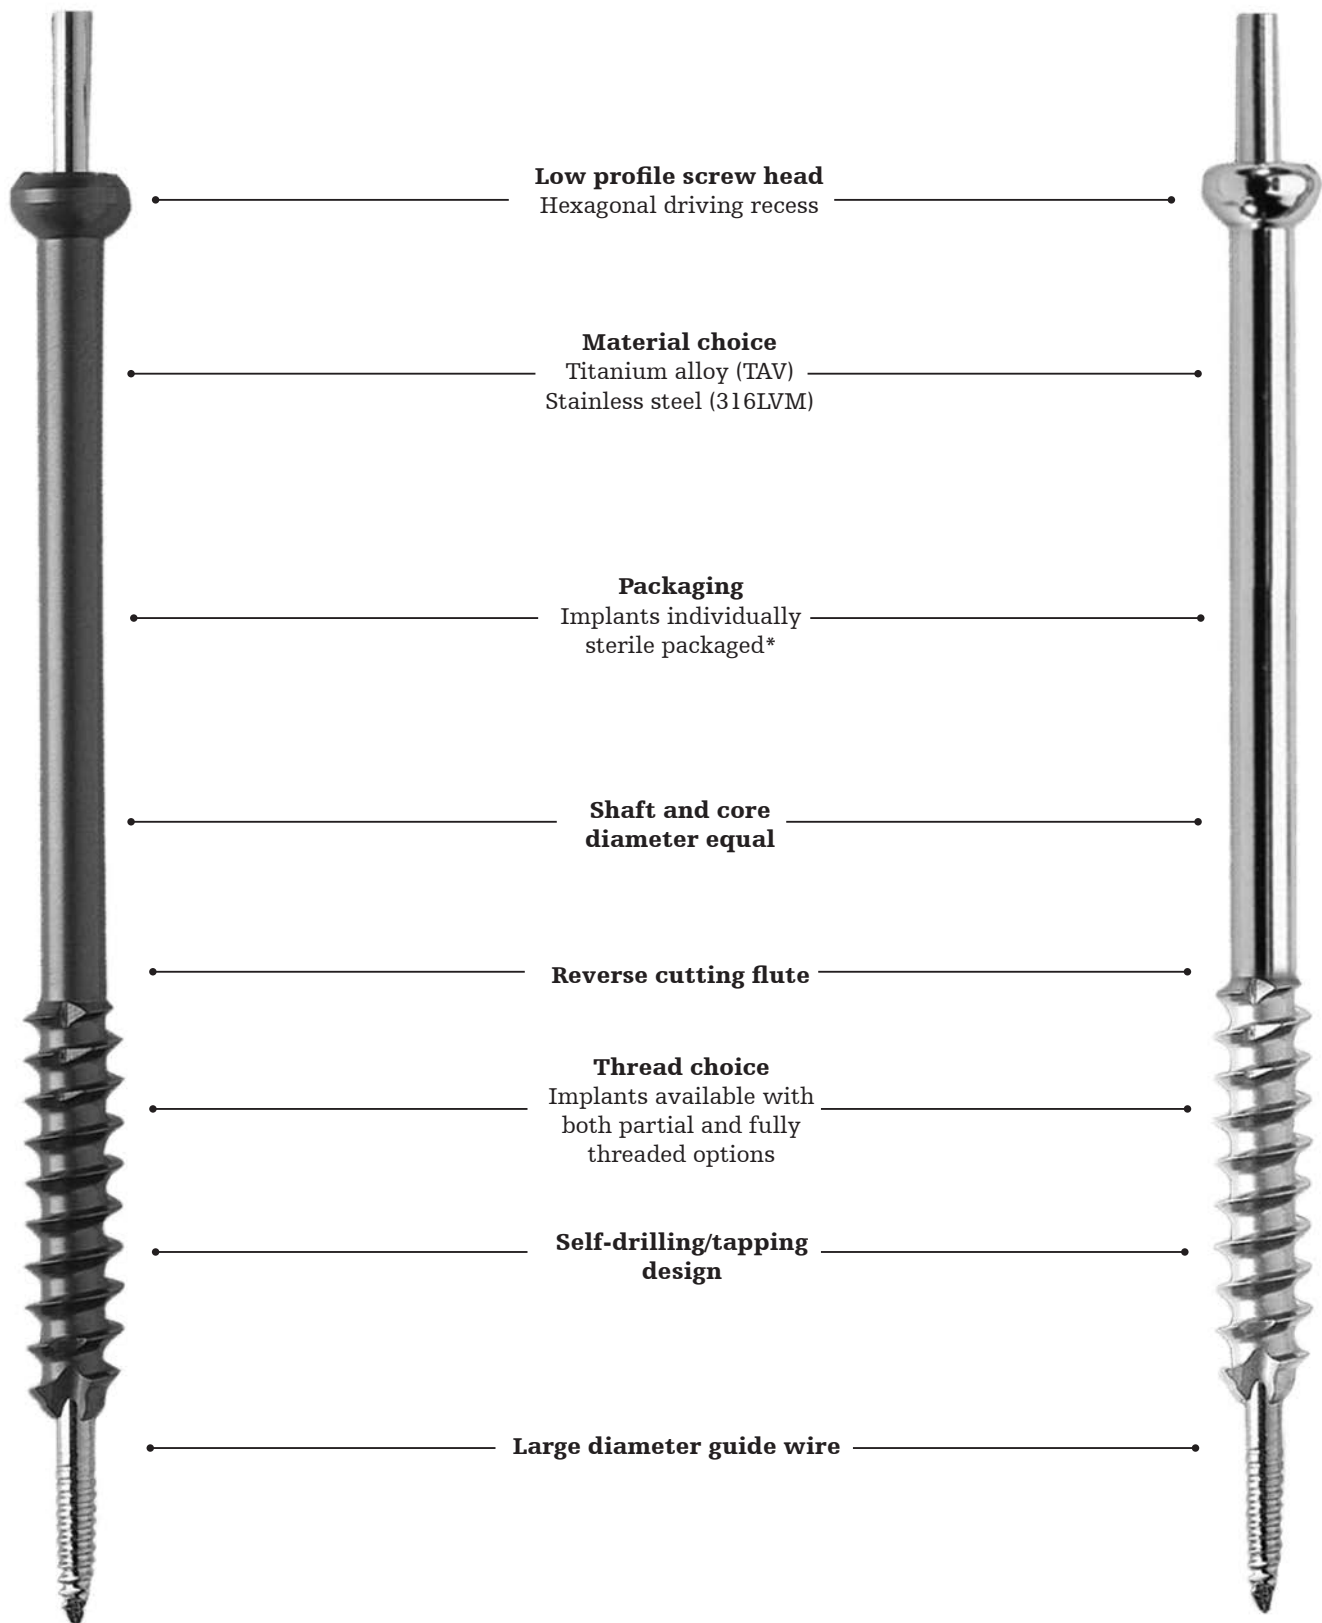 Low profile screw head
Hexagonal driving recess
Material choice
Titanium alloy (TAV)
Stainless steel (316LVM)
Packaging
Implants individually
sterile packaged*
Shaft and core
diameter equal
Reverse cutting flute
Thread choice
Implants available with
both partial and fully
threaded options
Self-drilling/tapping
design
Large diameter guide wire